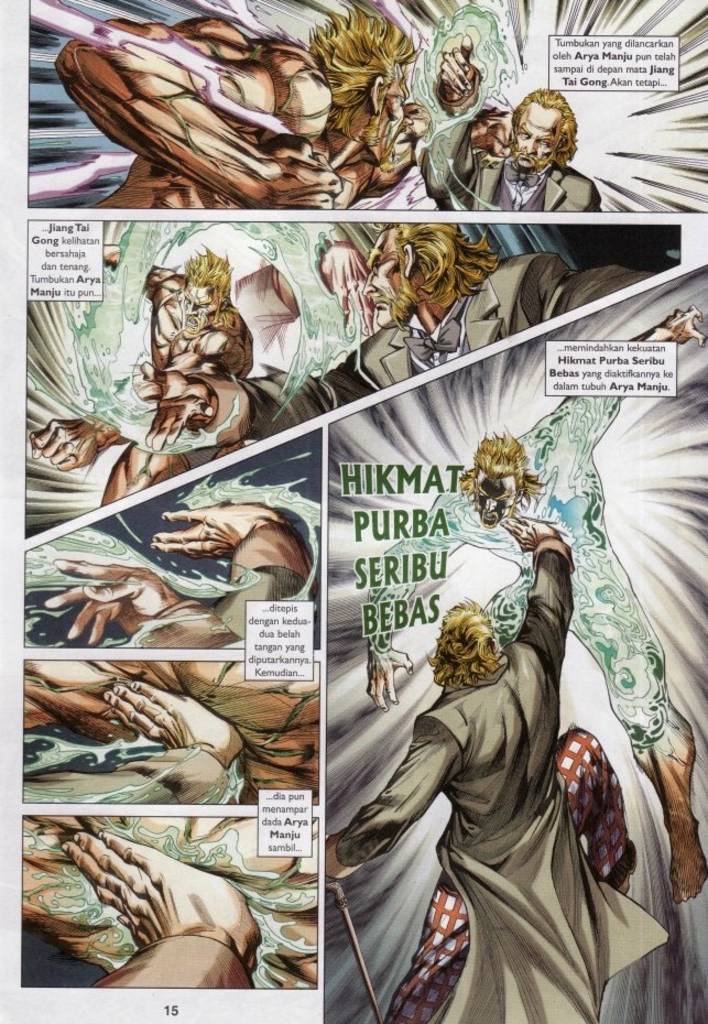 Tumbukan yang dilancarkan
oleh Arya Manju pun telah
sampai di depan mata Jiang
Tai Gong. Akan tetapi...
...Jiang Tai
Gong kelihatan
bersahaja
dan tenang.
Tumbukan Arya
Manju itu pun...
...ditepis
dengan kedua-
dua belah
tangan yang
diputarkannya.
Kemudian...
...dia pun
menampar
dada Arya
Manju
sambil...
...memindahkan kekuatan
Hikmat Purba Seribu
Bebas yang diaktifkannya ke
dalam tubuh Arya Manju.
HIKMAT
PURBA
SERIBU
BEBAS
15